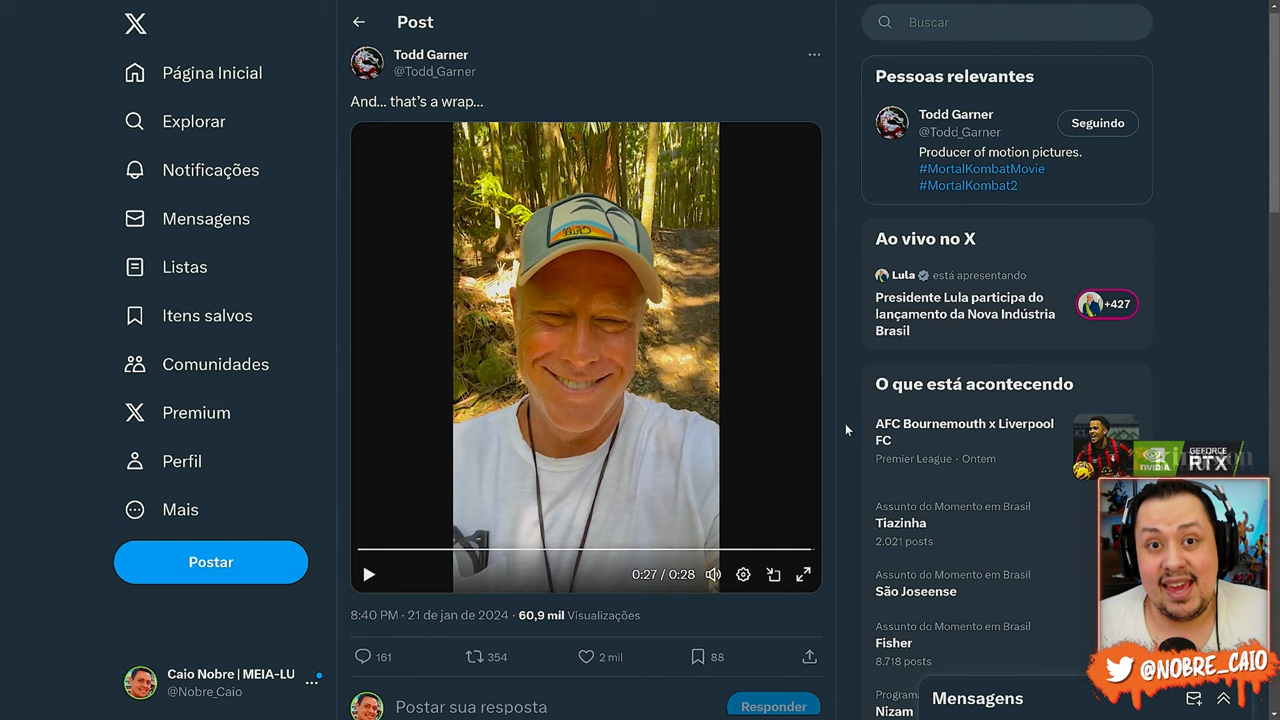 Página Inicial
Explorar
Notificações
Mensagens
Listas
Itens salvos
Comunidades
Premium
Perfil
Mais
Postar
Caio Nobre | MEIA-LU
@Nobre_Caio
Post
Todd Garner
@Todd_Garner
And... that's a wrap...
0:27 / 0:28
8:40 PM · 21 de jan de 2024 · 60,9 mil Visualizações
161
354
2 mil
88
Postar sua resposta
Responder
Buscar
Pessoas relevantes
Todd Garner
@Todd_Garner
Seguindo
Producer of motion pictures.
#MortalKombatMovie
#MortalKombat2
Ao vivo no X
Lula está apresentando
Presidente Lula participa do
lançamento da Nova Indústria
Brasil
+427
O que está acontecendo
AFC Bournemouth x Liverpool
FC
Premier League · Ontem
NVIDIA
GEFORCE
RTX
Assunto do Momento em Brasil
Tiazinha
2.021 posts
Assunto do Momento em Brasil
São Joseense
Assunto do Momento em Brasil
Fisher
8.718 posts
Programa
Nizam
Mensagens
@NOBRE_CAIO